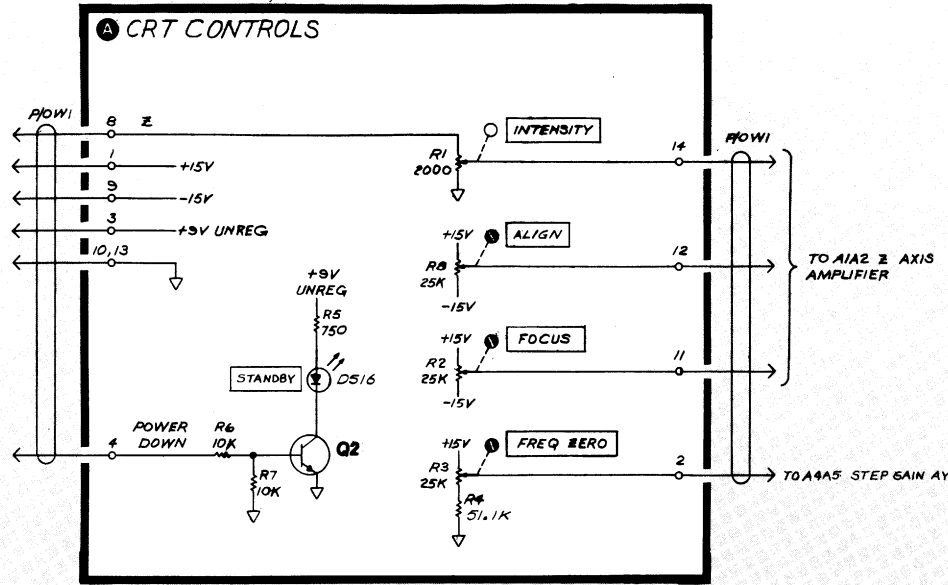 A CRT CONTROLS
P/OW1
8 Z
1 +15V
9 -15V
3 +9V UNREG
10,13
INTENSITY
R1
2000
14
P/OW1
+15V
ALIGN
R8
25K
-15V
12
TO A1A2 Z AXIS
AMPLIFIER
+9V
UNREG
R5
750
STANDBY
DS16
+15V
FOCUS
R2
25K
-15V
11
POWER
DOWN
4
R6
10K
R7
10K
Q2
+15V
FREQ ZERO
R3
25K
R4
51.1K
2
TO A4A5 STEP GAIN AY